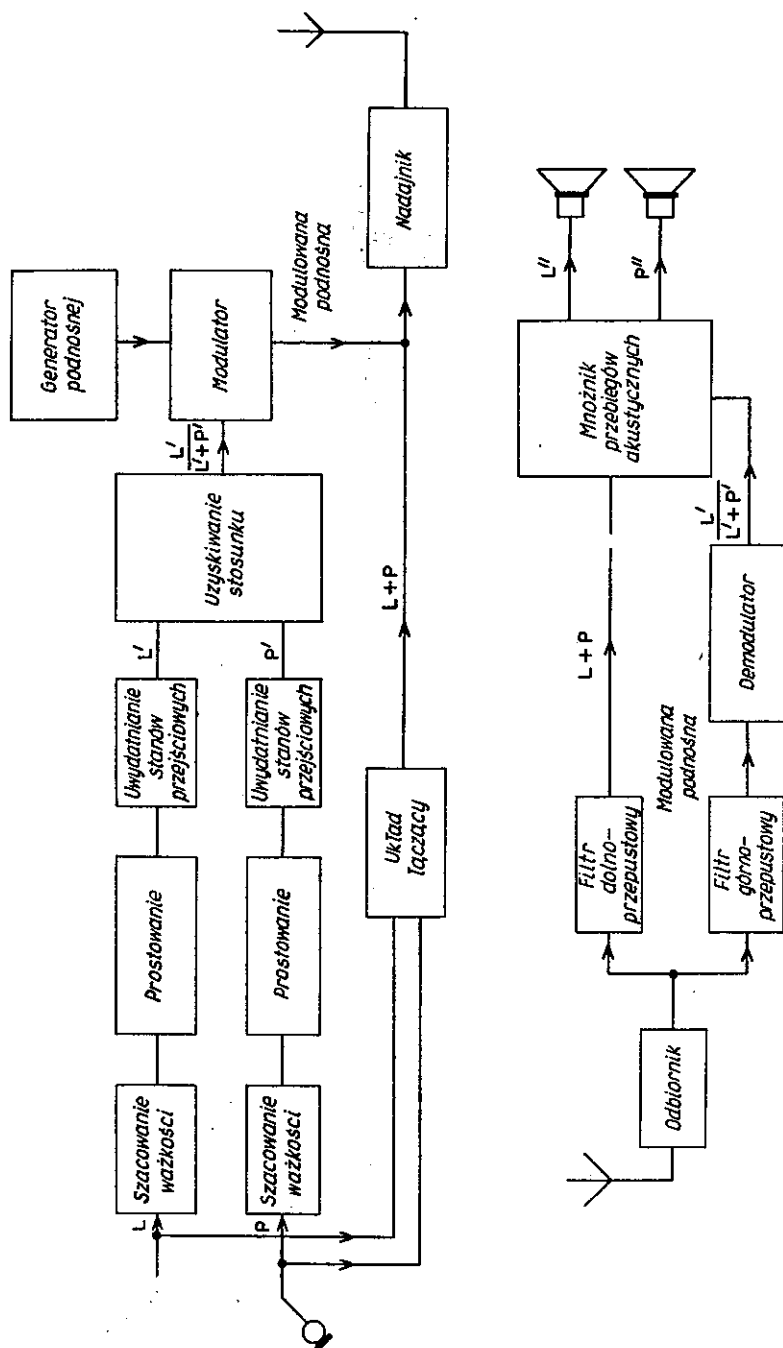 L
Szacowanie
ważkości
Prostowanie
Uwydatnianie
stanów
przejściowych
L'
P
Szacowanie
ważkości
Prostowanie
Uwydatnianie
stanów
przejściowych
P'
Uzyskiwanie
stosunku
L'
L'+P'
Generator
podnośnej
Modulator
Modulowana
podnośna
Układ
łączący
L+P
Nadajnik
Odbiornik
Filtr
dolno-
przepustowy
L+P
Filtr
górno-
przepustowy
Modulowana
podnośna
Demodulator
L'
L'+P'
Mnożnik
przebiegów
akustycznych
L"
P"